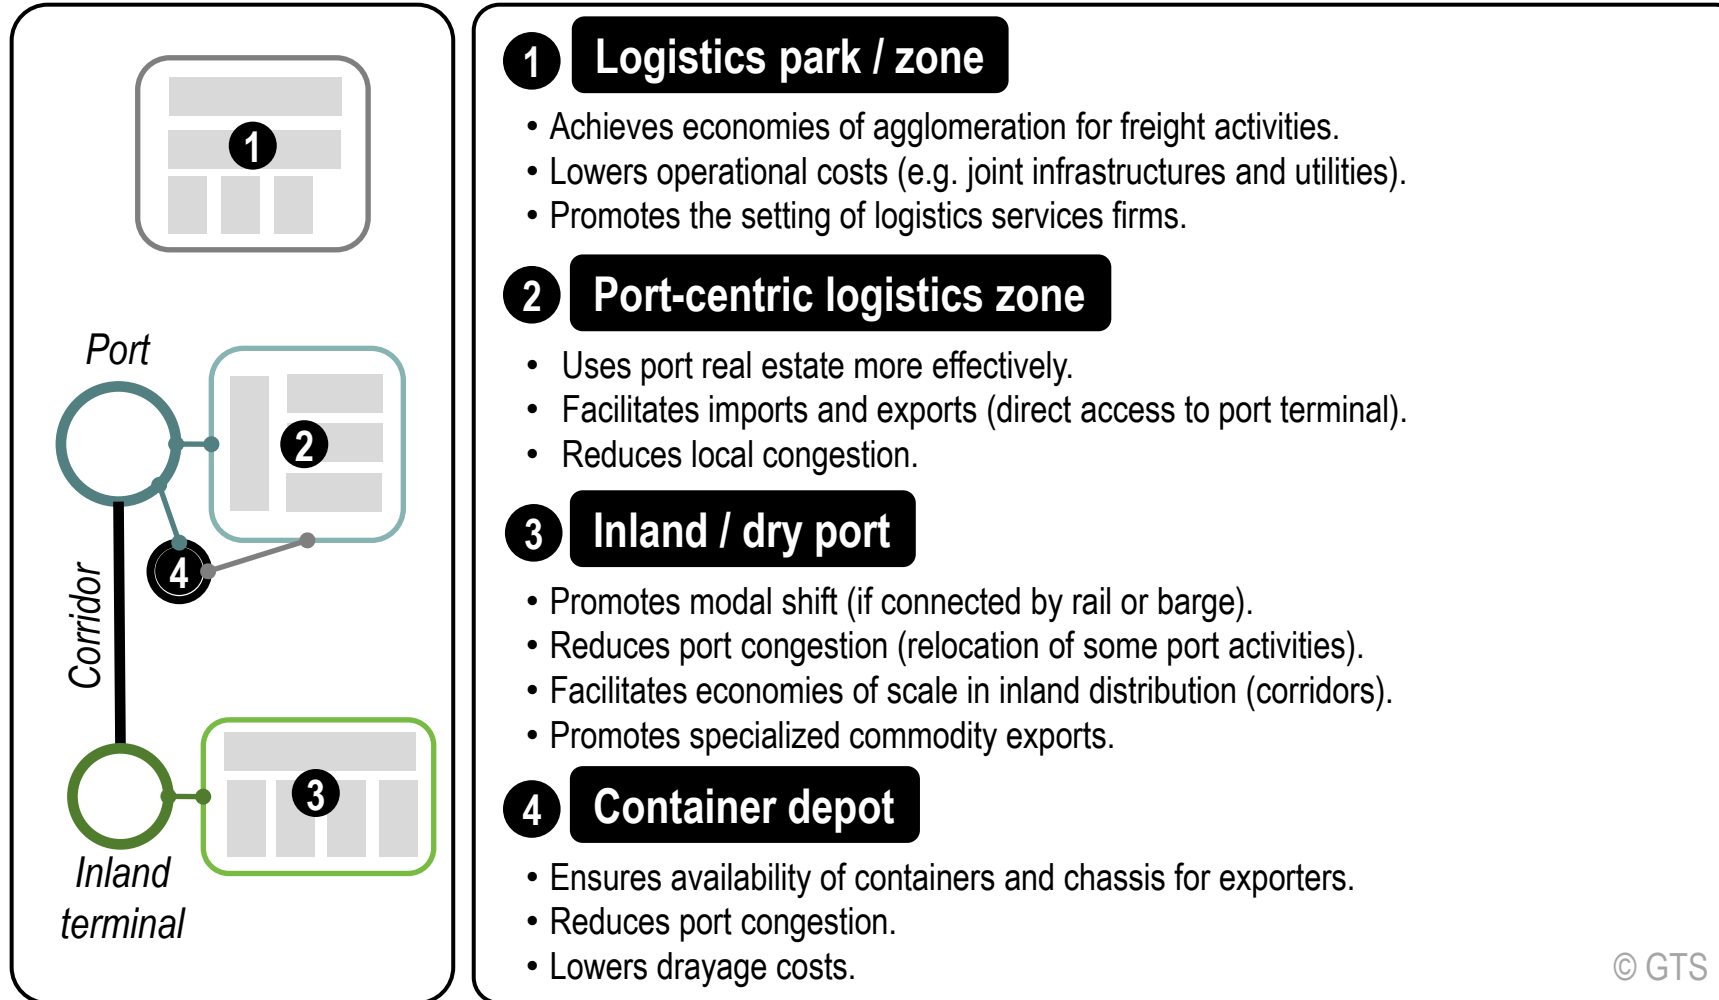 1
Port
2
4
Corridor
3
Inland
terminal
1 Logistics park / zone
• Achieves economies of agglomeration for freight activities.
• Lowers operational costs (e.g. joint infrastructures and utilities).
• Promotes the setting of logistics services firms.
2 Port-centric logistics zone
• Uses port real estate more effectively.
• Facilitates imports and exports (direct access to port terminal).
• Reduces local congestion.
3 Inland / dry port
• Promotes modal shift (if connected by rail or barge).
• Reduces port congestion (relocation of some port activities).
• Facilitates economies of scale in inland distribution (corridors).
• Promotes specialized commodity exports.
4 Container depot
• Ensures availability of containers and chassis for exporters.
• Reduces port congestion.
• Lowers drayage costs.
© GTS